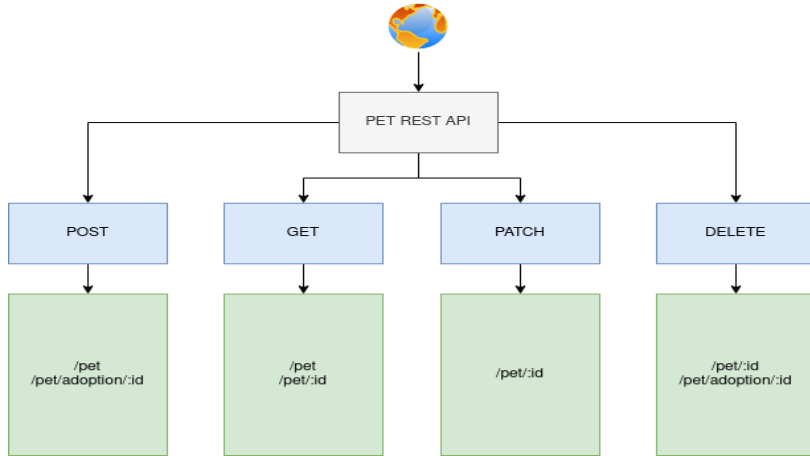 PET REST API
POST
GET
PATCH
DELETE
/pet
/pet/adoption/:id
/pet
/pet/:id
/pet/:id
/pet/:id
/pet/adoption/:id